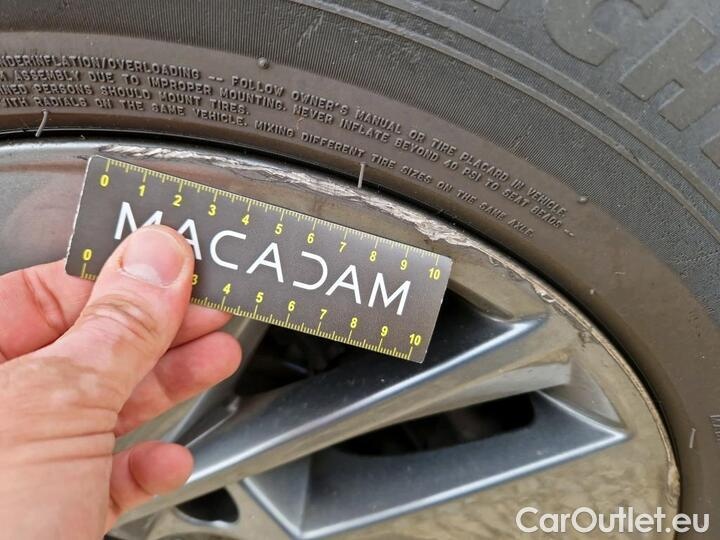 UNDERINFLATION/OVERLOADING -- FOLLOW OWNER'S MANUAL OR TIRE PLACARD IN VEHICLE.
ASSEMBLY DUE TO IMPROPER MOUNTING. NEVER INFLATE BEYOND 40 PSI TO SEAT BEADS --
PERSONS SHOULD MOUNT TIRES.
WITH RADIALS ON THE SAME VEHICLE. MIXING DIFFERENT TIRE SIZES ON THE SAME AXLE.
0 1 2 3 4 5 6 7 8 9 10
MACADAM
0 3 4 5 6 7 8 9 10
CarOutlet.eu